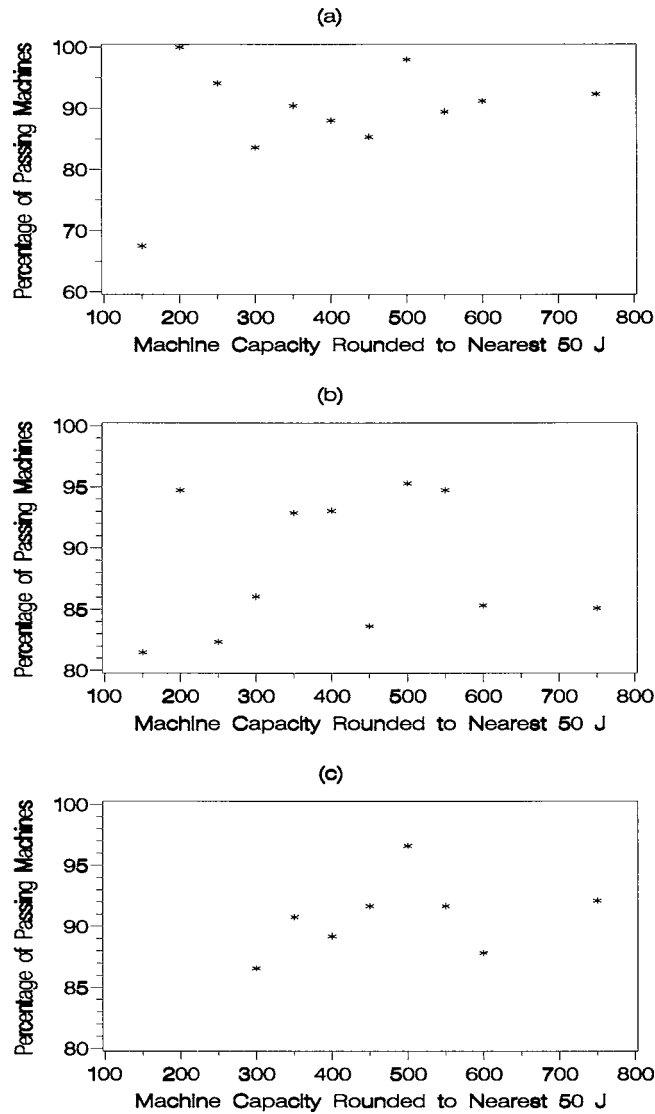 (a)
Percentage of Passing Machines
100
90
80
70
60
100 200 300 400 500 600 700 800
Machine Capacity Rounded to Nearest 50 J
(b)
Percentage of Passing Machines
100
95
90
85
80
100 200 300 400 500 600 700 800
Machine Capacity Rounded to Nearest 50 J
(c)
Percentage of Passing Machines
100
95
90
85
80
100 200 300 400 500 600 700 800
Machine Capacity Rounded to Nearest 50 J